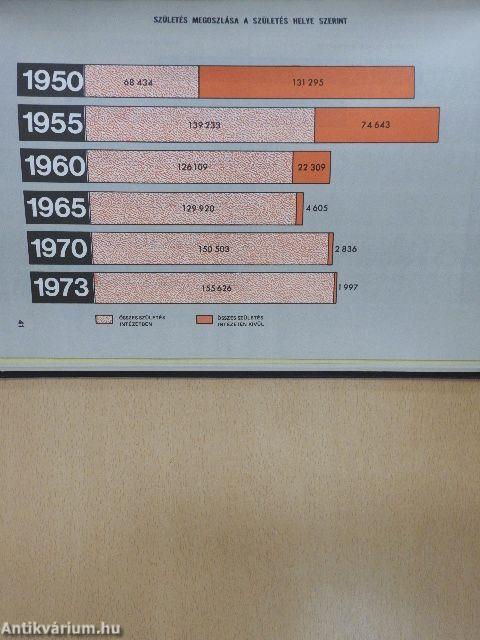 SZÜLETÉS MEGOSZLÁSA A SZÜLETÉS HELYE SZERINT
1950 68 434 131 295
1955 139 233 74 643
1960 126 109 22 309
1965 129 920 4 605
1970 150 503 2 836
1973 155 626 1 997
ÖSSZES SZÜLETÉS
INTÉZETBEN
ÖSSZES SZÜLETÉS
INTÉZETEN KÍVÜL
41
Antikvárium.hu